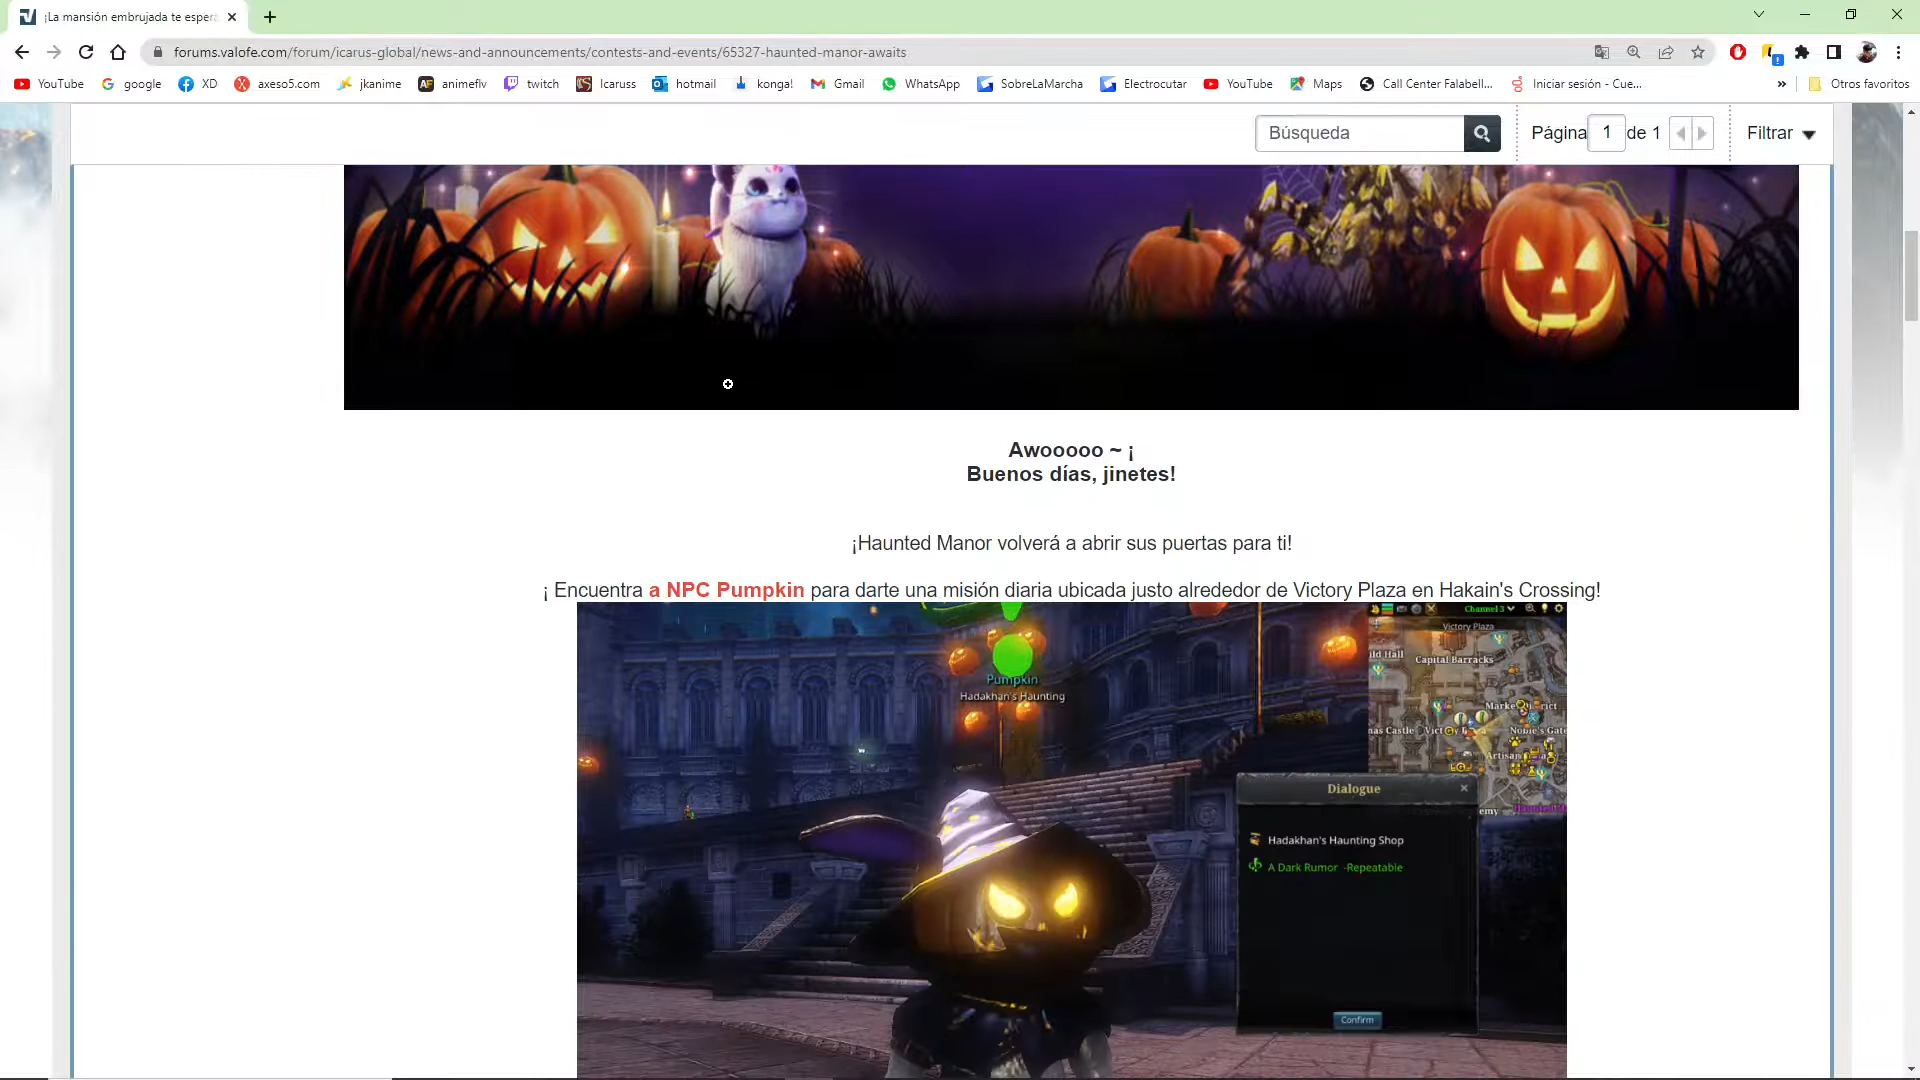 ¡La mansión embrujada te esper
forums.valofe.com/forum/icarus-global/news-and-announcements/contests-and-events/65327-haunted-manor-awaits
YouTube google XD axeso5.com jkanime animeflv twitch Icaruss hotmail konga! Gmail WhatsApp SobreLaMarcha Electrocutar YouTube Maps Call Center Falabell... Iniciar sesión - Cue... » Otros favoritos
Búsqueda Página 1 de 1 Filtrar
Awooooo ~ ¡
Buenos días, jinetes!
¡Haunted Manor volverá a abrir sus puertas para ti!
¡ Encuentra a NPC Pumpkin para darte una misión diaria ubicada justo alrededor de Victory Plaza en Hakain's Crossing!
Channel 3
Victory Plaza
Capital Barracks
Pumpkin
Hadakhan's Haunting
Dialogue
Hadakhan's Haunting Shop
A Dark Rumor -Repeatable
Confirm